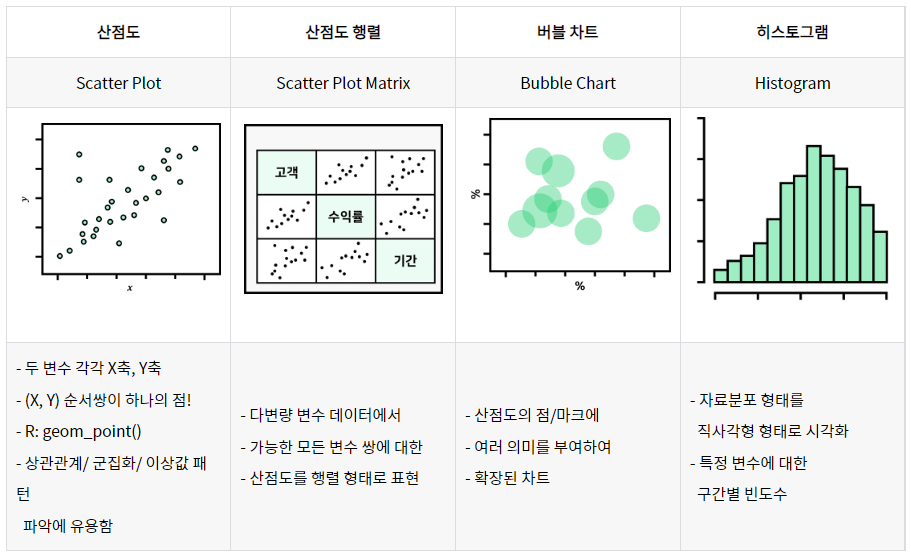 산점도
산점도 행렬
버블 차트
히스토그램
Scatter Plot
Scatter Plot Matrix
Bubble Chart
Histogram
y
x
고객
수익률
기간
%
%
- 두 변수 각각 X축, Y축
- (X, Y) 순서쌍이 하나의 점!
- R: geom_point()
- 상관관계/ 군집화/ 이상값 패
턴
파악에 유용함
- 다변량 변수 데이터에서
- 가능한 모든 변수 쌍에 대한
- 산점도를 행렬 형태로 표현
- 산점도의 점/마크에
- 여러 의미를 부여하여
- 확장된 차트
- 자료분포 형태를
직사각형 형태로 시각화
- 특정 변수에 대한
구간별 빈도수